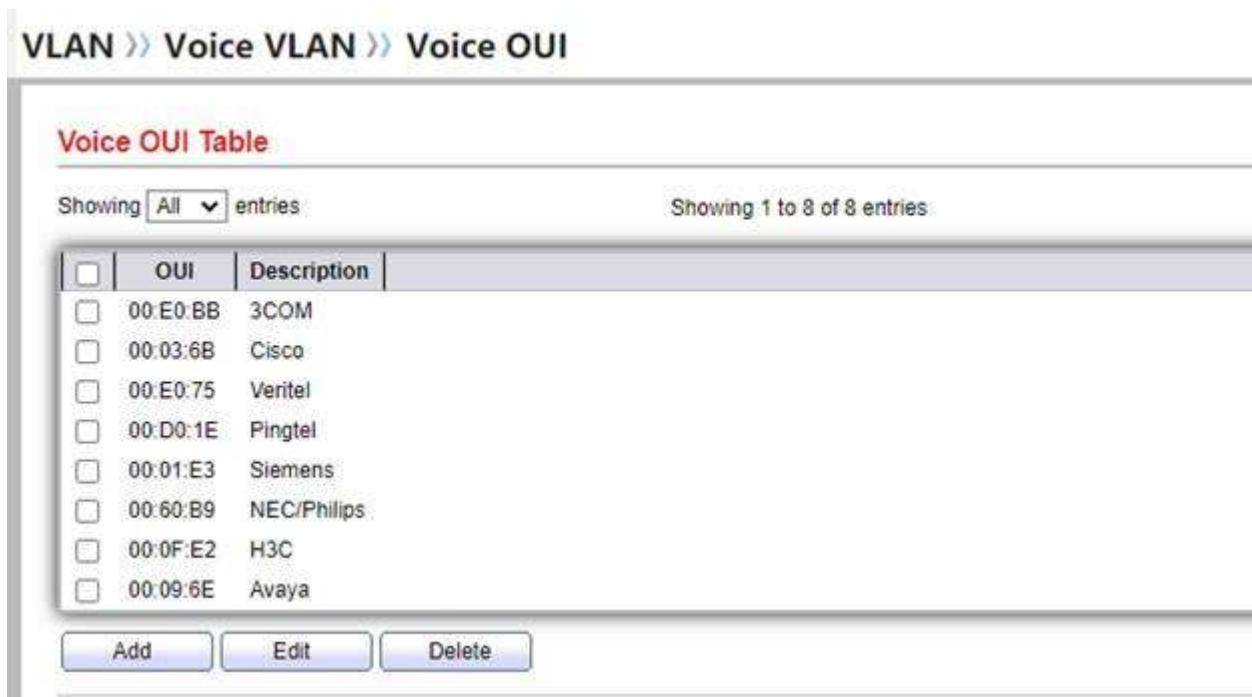 VLAN » Voice VLAN » Voice OUI
Voice OUI Table
Showing All entries Showing 1 to 8 of 8 entries
OUI Description
00:E0:BB 3COM
00:03:6B Cisco
00:E0:75 Veritel
00:D0:1E Pingtel
00:01:E3 Siemens
00:60:B9 NEC/Philips
00:0F:E2 H3C
00:09:6E Avaya
Add Edit Delete